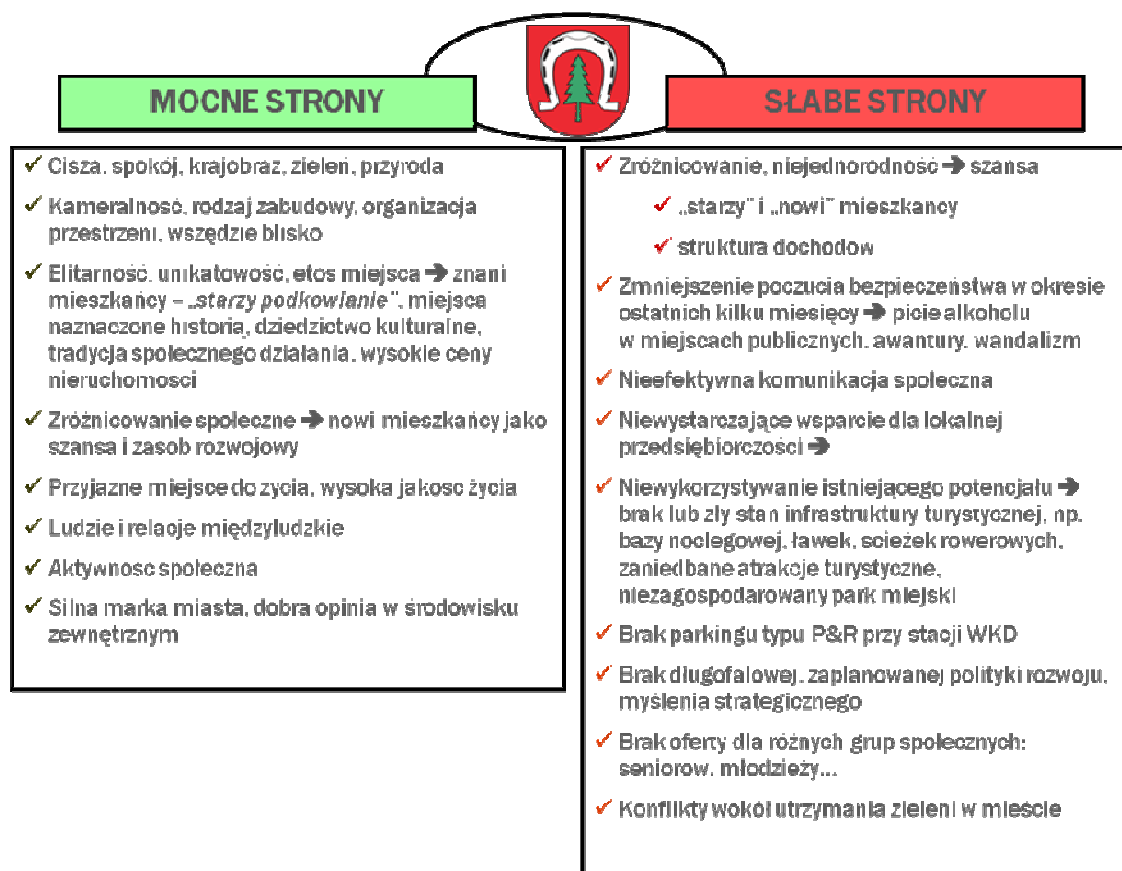 MOCNE STRONY
Cisza, spokój, krajobraz, zieleń, przyroda
Kameralność, rodzaj zabudowy, organizacja
przestrzeni, wszędzie blisko
Elitarność, unikatowość, etos miejsca ➔ znani
mieszkańcy – „starzy podkowianie”, miejsca
naznaczone historią, dziedzictwo kulturalne,
tradycja społecznego działania, wysokie ceny
nieruchomości
Zróżnicowanie społeczne ➔ nowi mieszkańcy jako
szansa i zasób rozwojowy
Przyjazne miejsce do życia, wysoka jakość życia
Ludzie i relacje międzyludzkie
Aktywność społeczna
Silna marka miasta, dobra opinia w środowisku
zewnętrznym
SŁABE STRONY
Zróżnicowanie, niejednorodność ➔ szansa
„starzy” i „nowi” mieszkańcy
struktura dochodów
Zmniejszenie poczucia bezpieczeństwa w okresie
ostatnich kilku miesięcy ➔ picie alkoholu
w miejscach publicznych, awantury, wandalizm
Nieefektywna komunikacja społeczna
Niewystarczające wsparcie dla lokalnej
przedsiębiorczości ➔
Niewykorzystywanie istniejącego potencjału ➔
brak lub zły stan infrastruktury turystycznej, np.
bazy noclegowej, ławek, ścieżek rowerowych,
zaniedbane atrakcje turystyczne,
niezagospodarowany park miejski
Brak parkingu typu P&R przy stacji WKD
Brak długofalowej, zaplanowanej polityki rozwoju,
myślenia strategicznego
Brak oferty dla różnych grup społecznych:
seniorów, młodzieży...
Konflikty wokół utrzymania zieleni w mieście